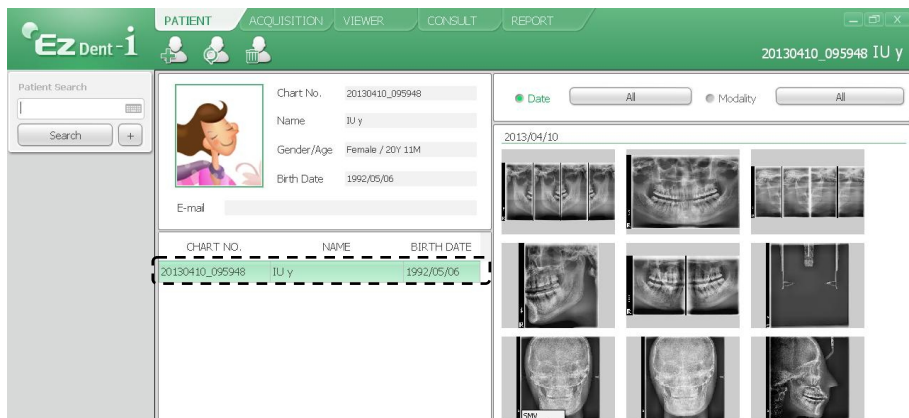 PATIENT ACQUISITION VIEWER CONSULT REPORT
Ez Dent-i
20130410_095948 IU y
Patient Search
Search +
Chart No. 20130410_095948
Name IU y
Gender/Age Female / 20Y 11M
Birth Date 1992/05/06
E-mail
CHART NO. NAME BIRTH DATE
20130410_095948 IU y 1992/05/06
Date All Modality All
2013/04/10
R
R
R
R
SMV